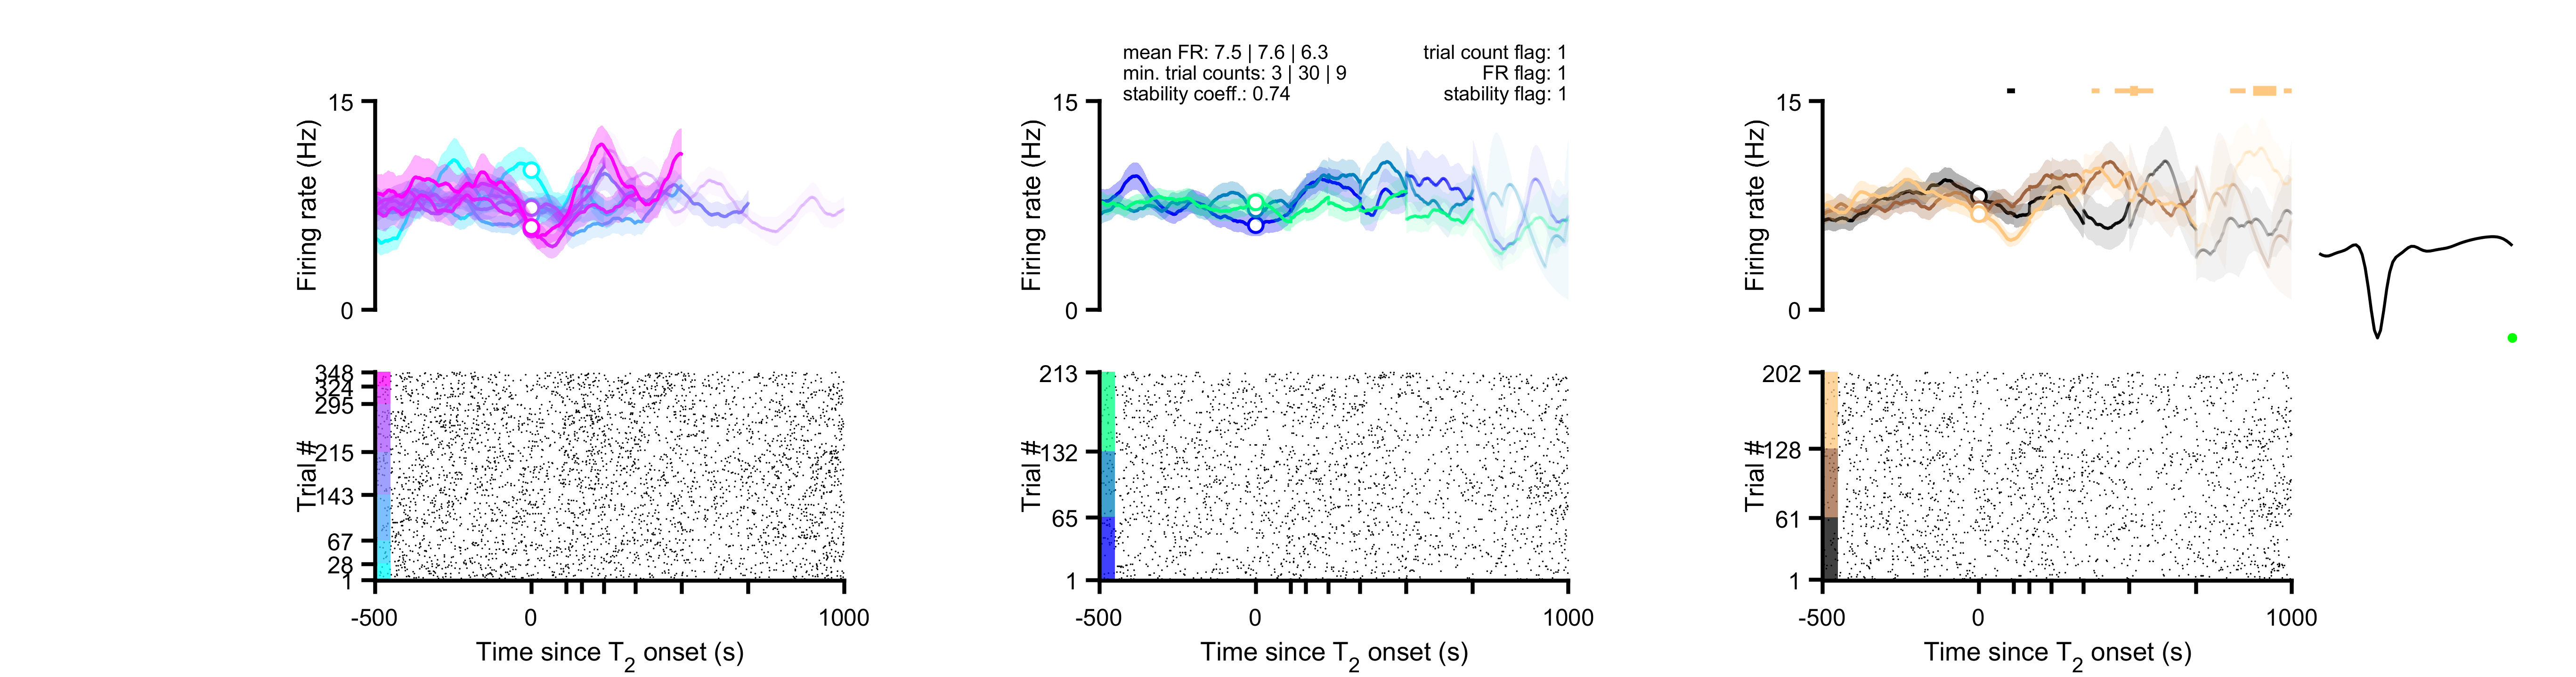 mean FR: 7.5 | 7.6 | 6.3
min. trial counts: 3 | 30 | 9
stability coeff.: 0.74
trial count flag: 1
FR flag: 1
stability flag: 1
15
Firing rate (Hz)
0
15
Firing rate (Hz)
0
15
Firing rate (Hz)
0
348
324
295
215
143
67
28
1
Trial #
-500
0
1000
Time since T2 onset (s)
213
132
65
1
Trial #
-500
0
1000
Time since T2 onset (s)
202
128
61
1
Trial #
-500
0
1000
Time since T2 onset (s)